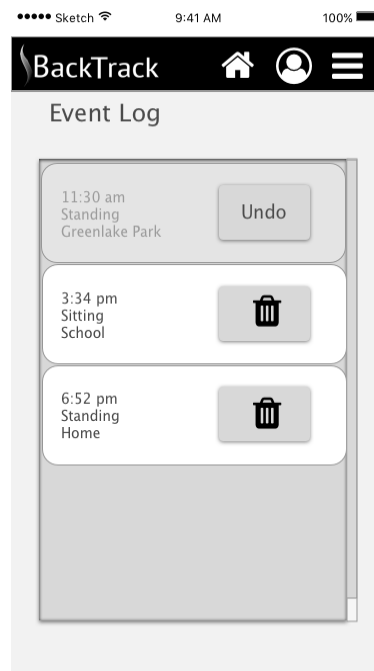 Sketch 9:41 AM 100%
BackTrack
Event Log
11:30 am
Standing
Greenlake Park
Undo
3:34 pm
Sitting
School
6:52 pm
Standing
Home